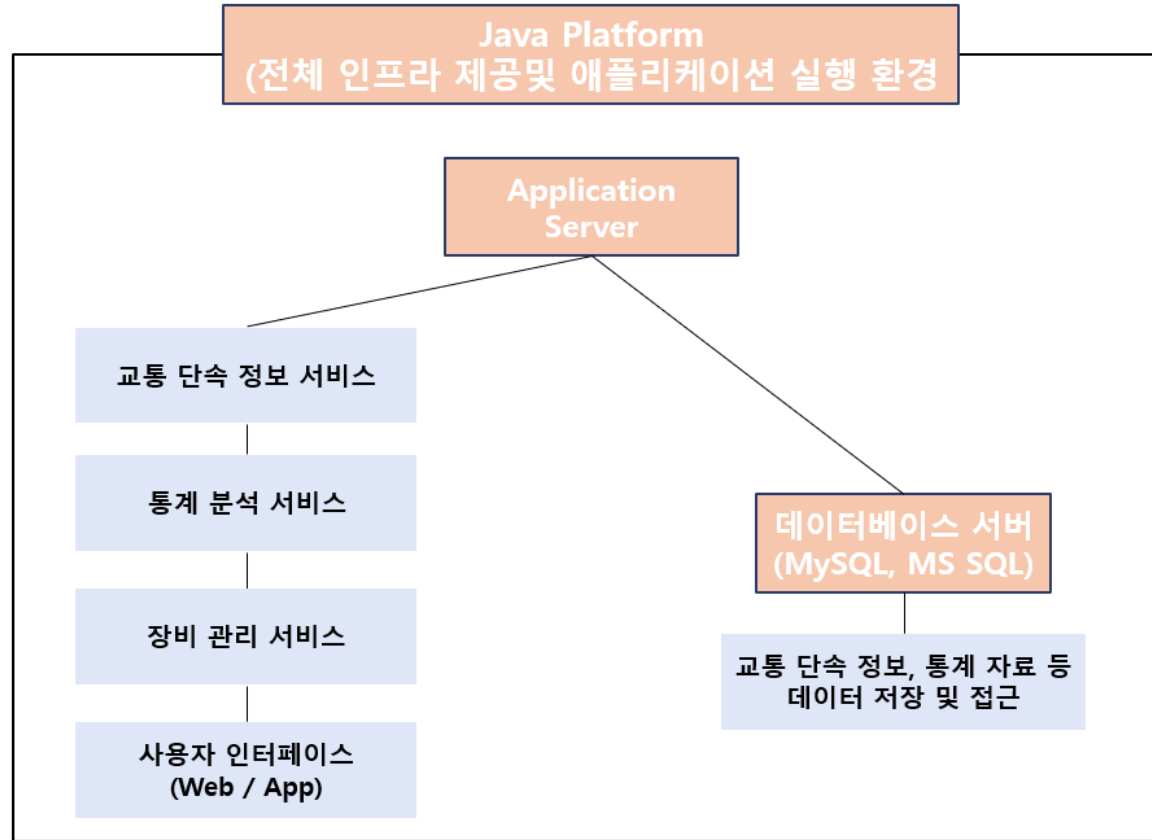 Java Platform
(전체 인프라 제공및 애플리케이션 실행 환경
Application
Server
교통 단속 정보 서비스
통계 분석 서비스
장비 관리 서비스
사용자 인터페이스
(Web / App)
데이터베이스 서버
(MySQL, MS SQL)
교통 단속 정보, 통계 자료 등
데이터 저장 및 접근